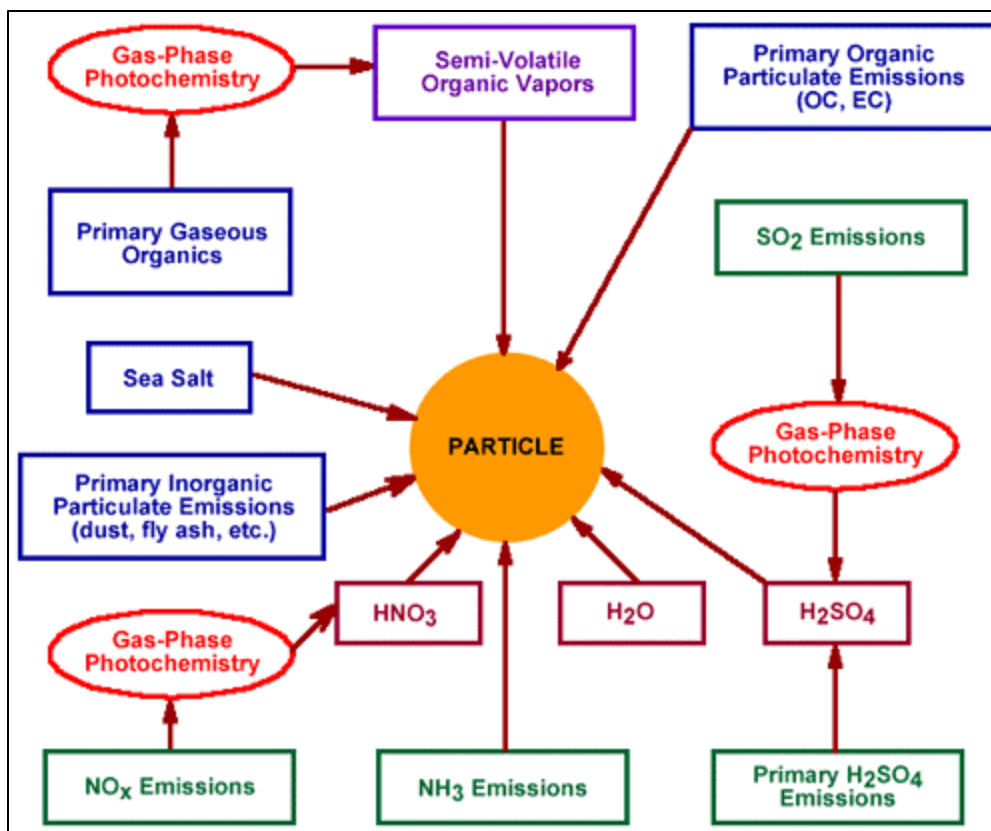 Gas-Phase
Photochemistry
Semi-Volatile
Organic Vapors
Primary Organic
Particulate Emissions
(OC, EC)
Primary Gaseous
Organics
SO₂ Emissions
Sea Salt
PARTICLE
Gas-Phase
Photochemistry
Primary Inorganic
Particulate Emissions
(dust, fly ash, etc.)
HNO₃
H₂O
H₂SO₄
Gas-Phase
Photochemistry
NOₓ Emissions
NH₃ Emissions
Primary H₂SO₄
Emissions